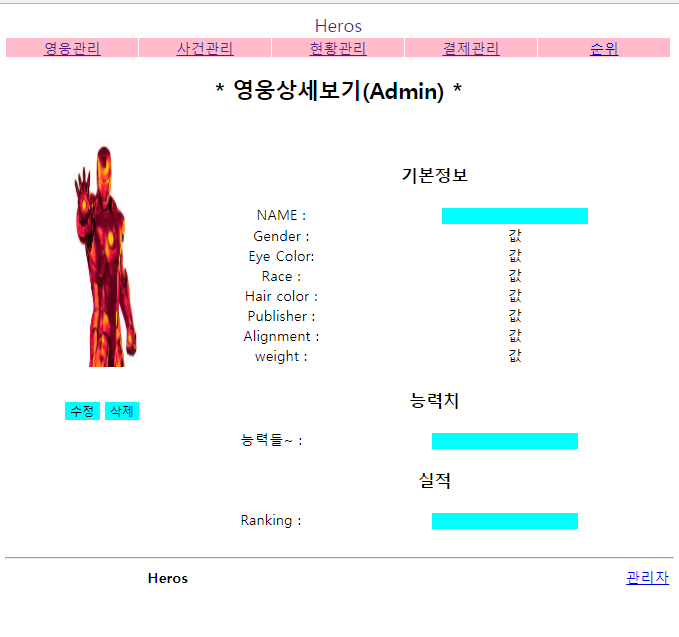 Heros
영웅관리 사건관리 현황관리 결제관리 순위
* 영웅상세보기(Admin) *
기본정보
NAME :
Gender : 값
Eye Color: 값
Race : 값
Hair color : 값
Publisher : 값
Alignment : 값
weight : 값
수정 삭제
능력치
능력들~ :
실적
Ranking :
Heros 관리자